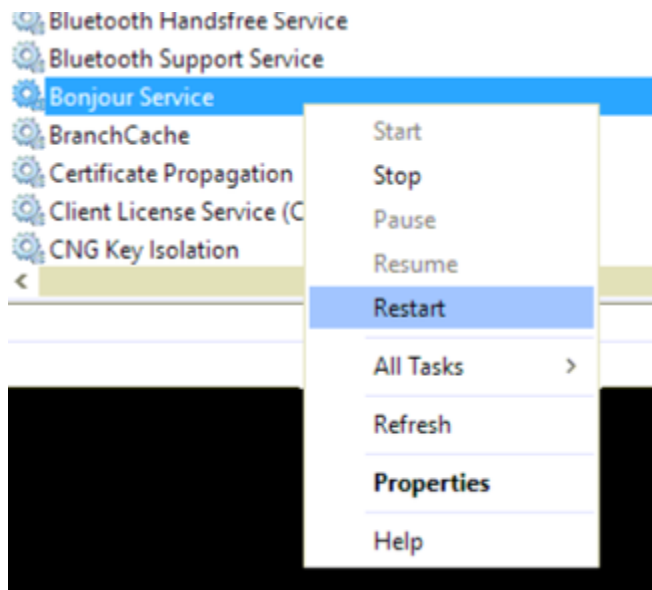 Bluetooth Handsfree Service
Bluetooth Support Service
Bonjour Service
BranchCache
Certificate Propagation
Client License Service (C
CNG Key Isolation
Start
Stop
Pause
Resume
Restart
All Tasks
Refresh
Properties
Help